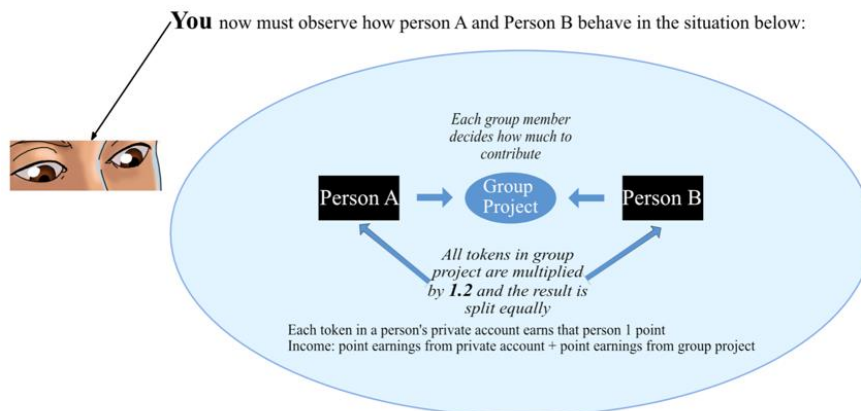 You now must observe how person A and Person B behave in the situation below:
Each group member
decides how much to
contribute
Person A
Group
Project
Person B
All tokens in group
project are multiplied
by 1.2 and the result is
split equally
Each token in a person's private account earns that person 1 point
Income: point earnings from private account + point earnings from group project